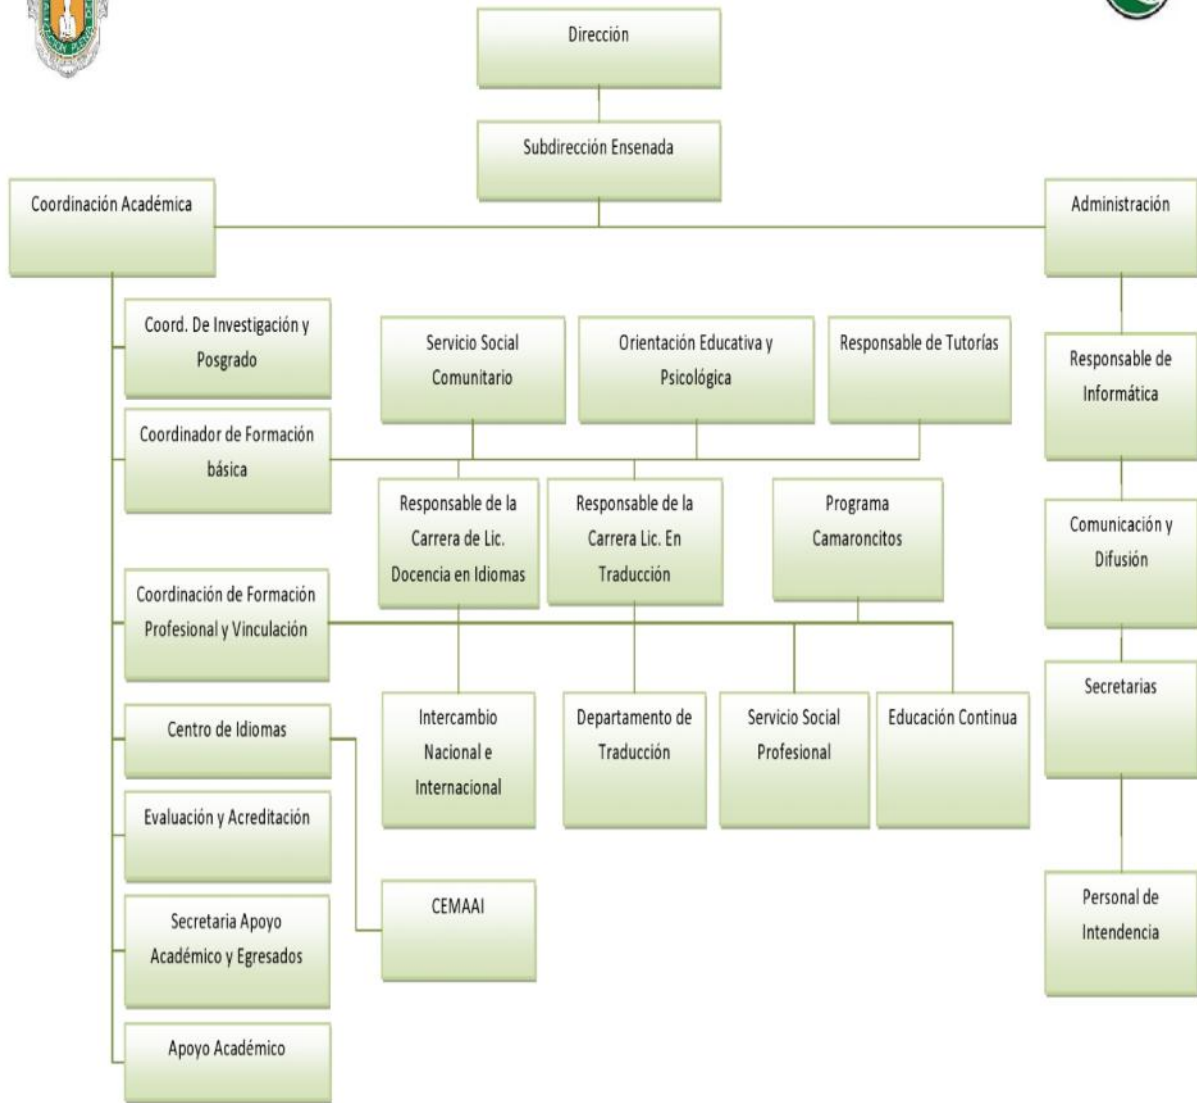 Dirección
Subdirección Ensenada
Coordinación Académica
Administración
Coord. De Investigación y
Posgrado
Servicio Social
Comunitario
Orientación Educativa y
Psicológica
Responsable de Tutorías
Responsable de
Informática
Coordinador de Formación
básica
Responsable de la
Carrera de Lic.
Docencia en Idiomas
Responsable de la
Carrera Lic. En
Traducción
Programa
Camaroncitos
Comunicación y
Difusión
Coordinación de Formación
Profesional y Vinculación
Secretarias
Centro de Idiomas
Intercambio
Nacional e
Internacional
Departamento de
Traducción
Servicio Social
Profesional
Educación Continua
Evaluación y Acreditación
CEMAAI
Personal de
Intendencia
Secretaria Apoyo
Académico y Egresados
Apoyo Académico